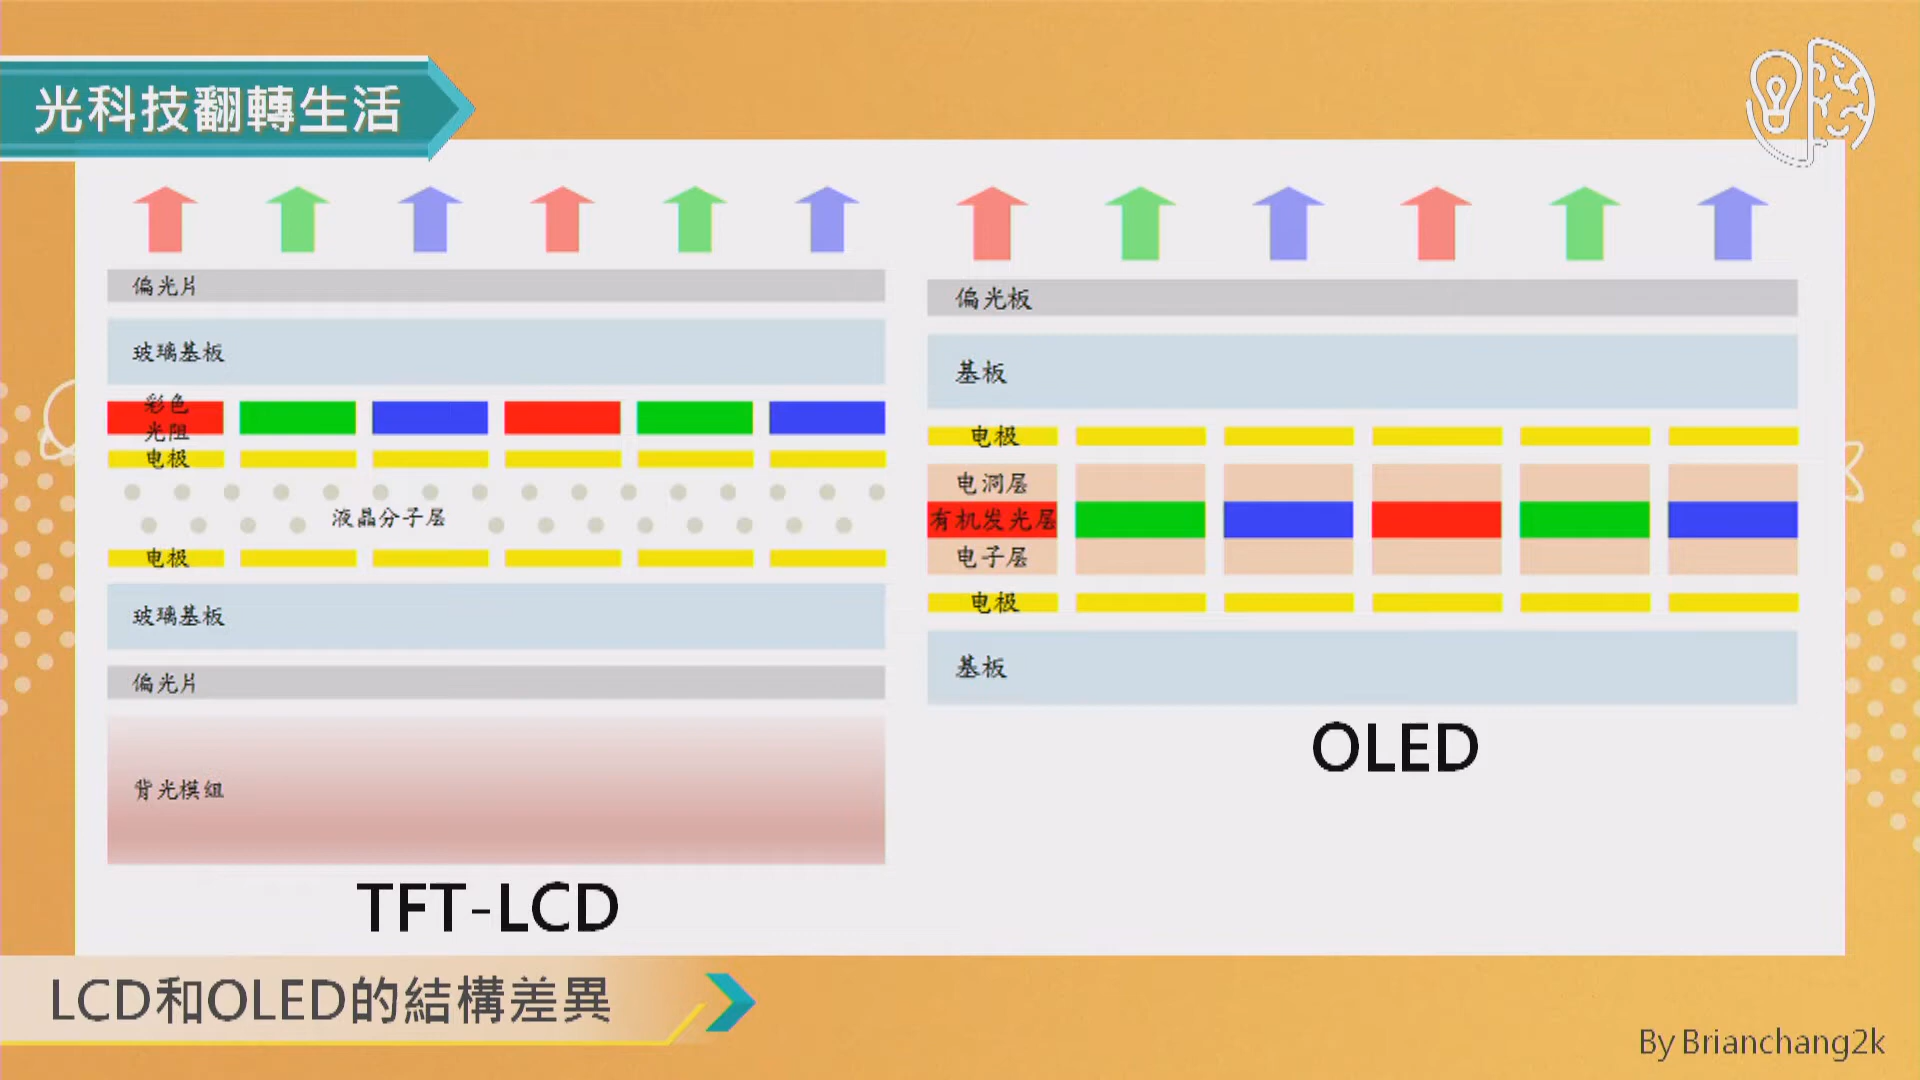 光科技翻轉生活
偏光片
玻璃基板
彩色
光阻
电极
液晶分子层
电极
玻璃基板
偏光片
背光模组
TFT-LCD
偏光板
基板
电极
电洞层
有机发光层
电子层
电极
基板
OLED
LCD和OLED的結構差異
By Brianchang2k